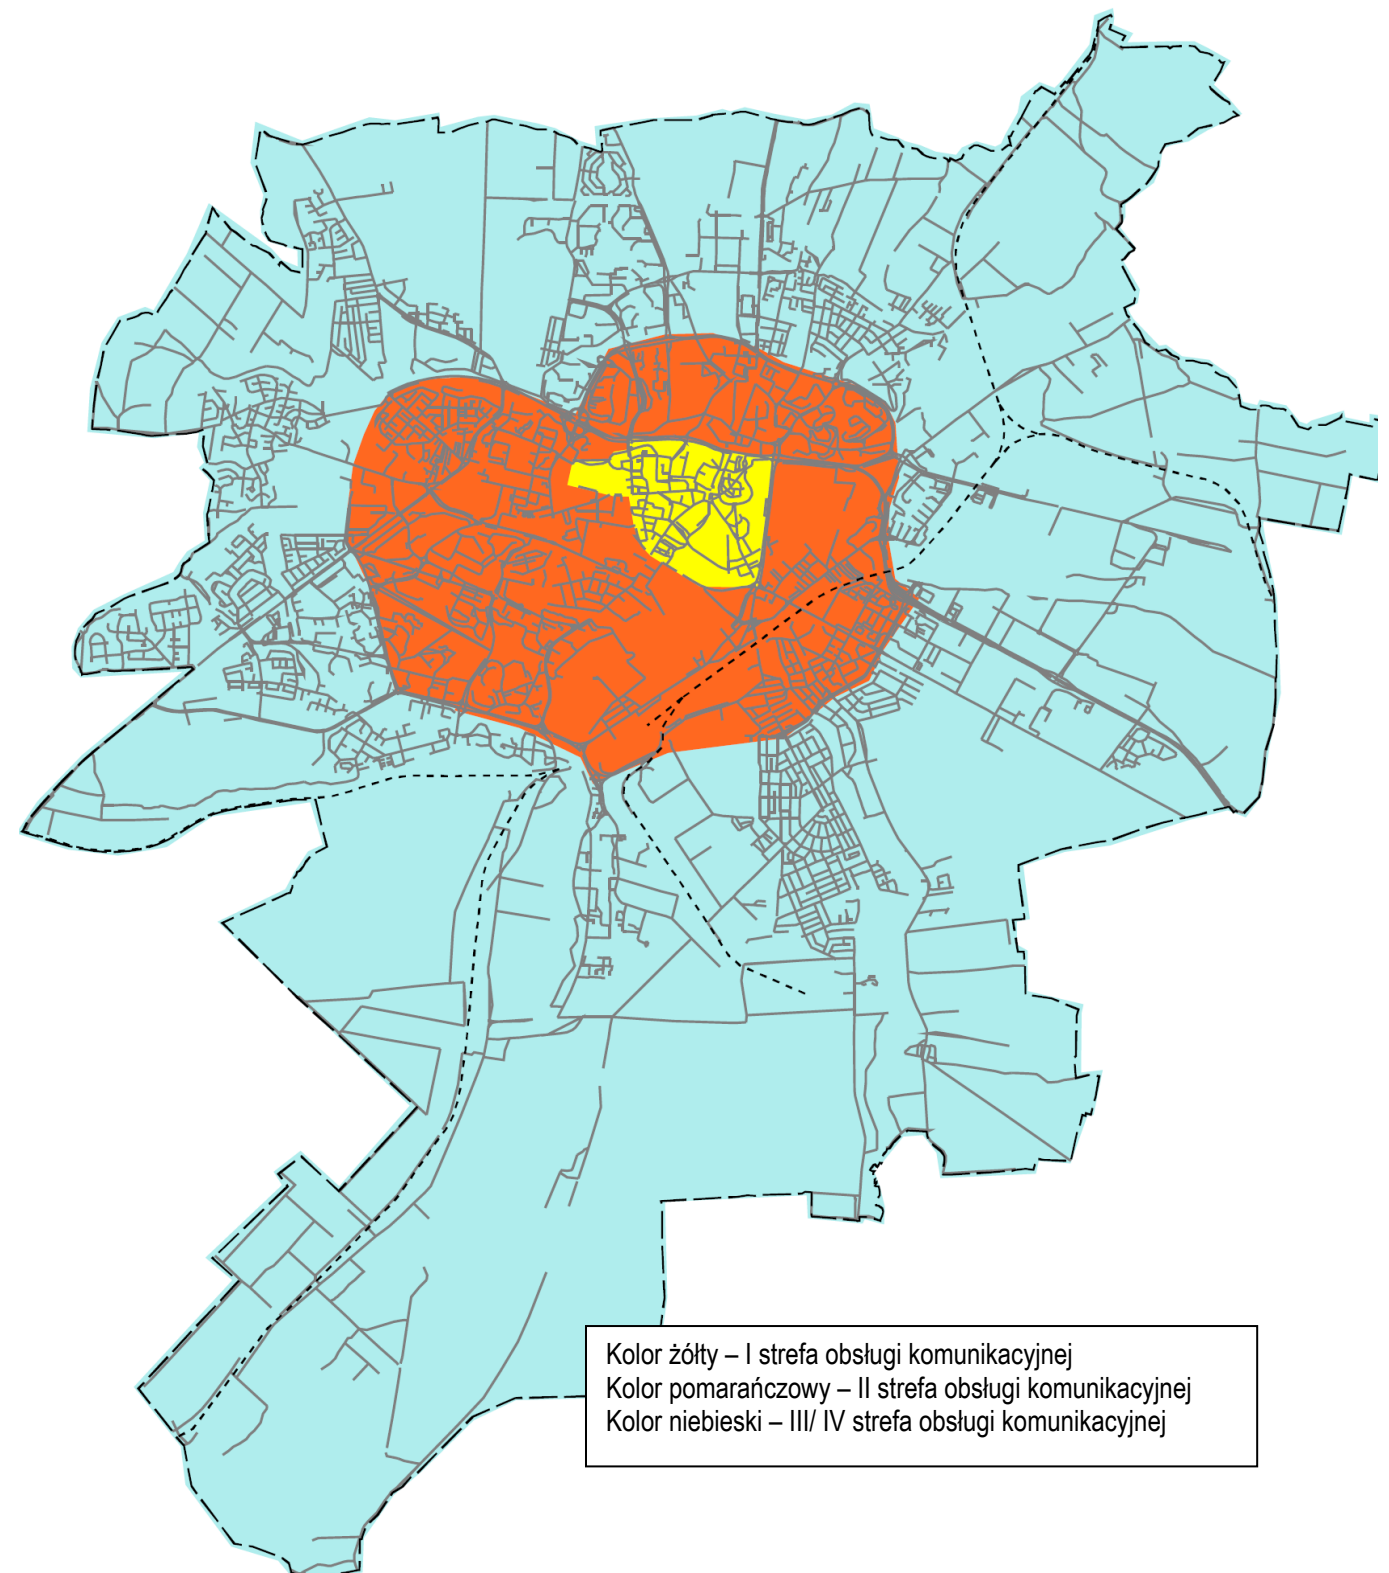 Kolor żółty – I strefa obsługi komunikacyjnej
Kolor pomarańczowy – II strefa obsługi komunikacyjnej
Kolor niebieski – III/ IV strefa obsługi komunikacyjnej